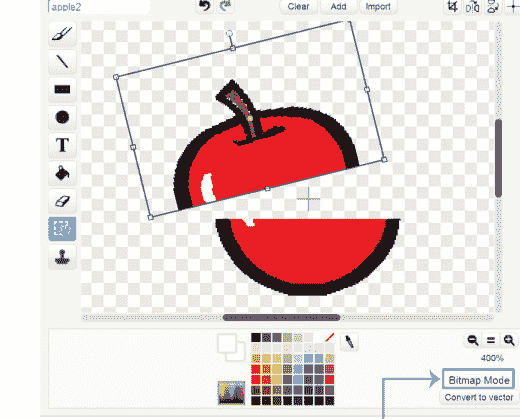 apple2
Clear Add Import
T
400%
Bitmap Mode
Convert to vector